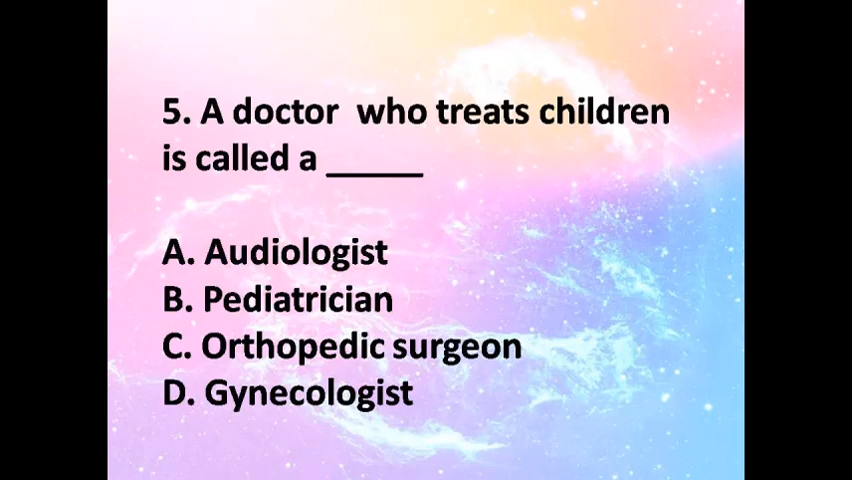 5. A doctor  who treats children
is called a _____
A. Audiologist
B. Pediatrician
C. Orthopedic surgeon
D. Gynecologist